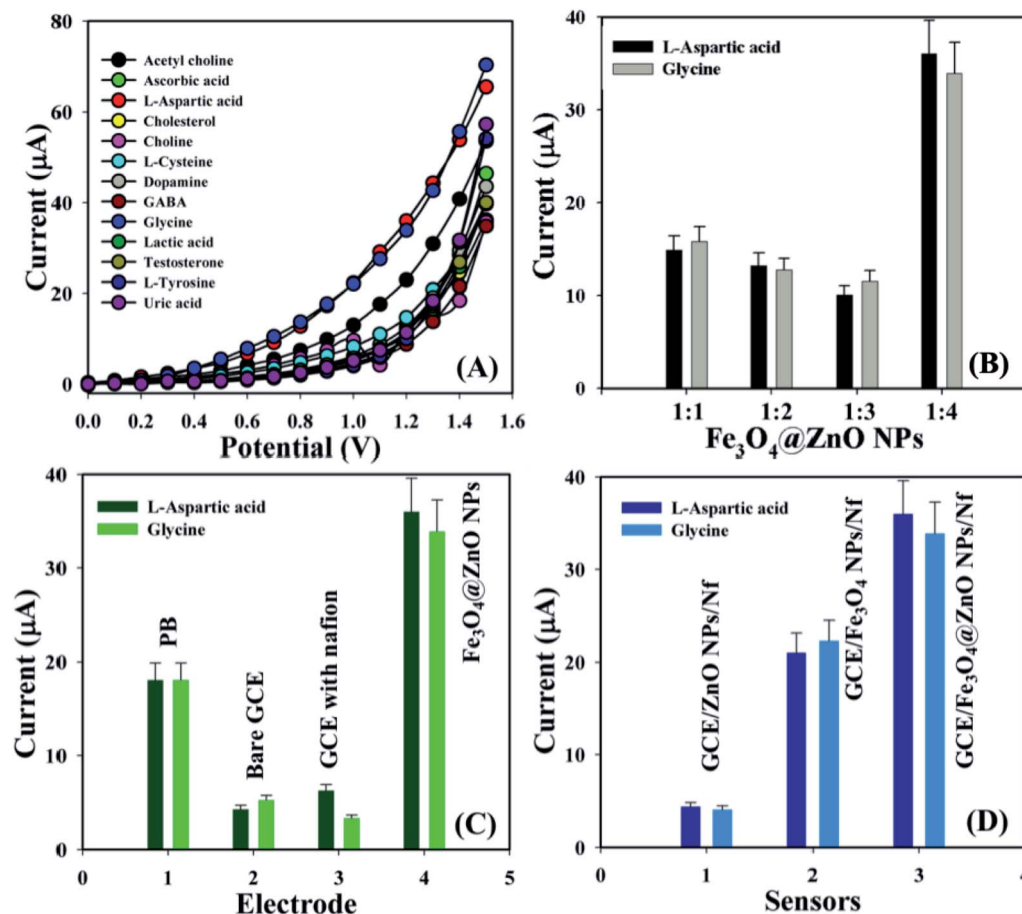 80
60
40
20
0
Current (µA)
Acetyl choline
Ascorbic acid
L-Aspartic acid
Cholesterol
Choline
L-Cysteine
Dopamine
GABA
Glycine
Lactic acid
Testosterone
L-Tyrosine
Uric acid
(A)
0.0 0.2 0.4 0.6 0.8 1.0 1.2 1.4 1.6
Potential (V)
40
30
20
10
0
Current (µA)
L-Aspartic acid
Glycine
(B)
1:1 1:2 1:3 1:4
Fe₃O₄@ZnO NPs
40
30
20
10
0
Current (µA)
L-Aspartic acid
Glycine
PB
Bare GCE
GCE with nafion
Fe₃O₄@ZnO NPs
(C)
0 1 2 3 4 5
Electrode
40
30
20
10
0
Current (µA)
L-Aspartic acid
Glycine
GCE/ZnO NPs/Nf
GCE/Fe₃O₄ NPs/Nf
GCE/Fe₃O₄@ZnO NPs/Nf
(D)
0 1 2 3 4
Sensors